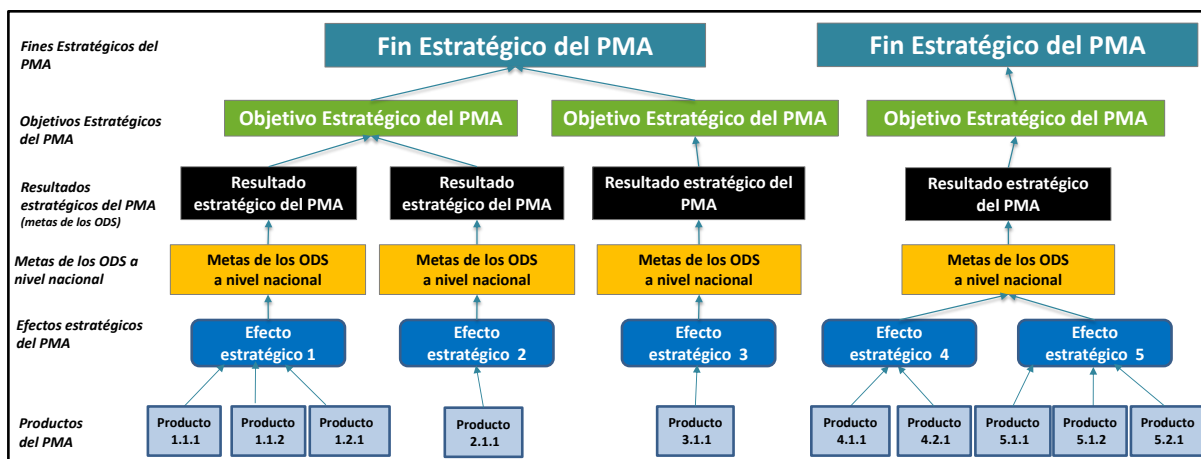 Fines Estratégicos del
PMA
Fin Estratégico del PMA
Fin Estratégico del PMA
Objetivos Estratégicos
del PMA
Objetivo Estratégico del PMA
Objetivo Estratégico del PMA
Objetivo Estratégico del PMA
Resultados
estratégicos del PMA
(metas de los ODS)
Resultado
estratégico del PMA
Resultado
estratégico del PMA
Resultado estratégico del
PMA
Resultado estratégico
del PMA
Metas de los ODS a
nivel nacional
Metas de los ODS
a nivel nacional
Metas de los ODS
a nivel nacional
Metas de los ODS
a nivel nacional
Metas de los ODS
a nivel nacional
Efectos estratégicos
del PMA
Efecto
estratégico 1
Efecto
estratégico 2
Efecto
estratégico 3
Efecto
estratégico 4
Efecto
estratégico 5
Productos
del PMA
Producto
1.1.1
Producto
1.1.2
Producto
1.2.1
Producto
2.1.1
Producto
3.1.1
Producto
4.1.1
Producto
4.2.1
Producto
5.1.1
Producto
5.1.2
Producto
5.2.1